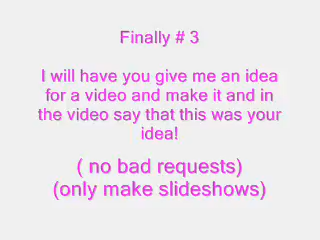 Finally # 3
I will have you give me an idea
for a video and make it and in
the video say that this was your
idea!
( no bad requests)
(only make slideshows)